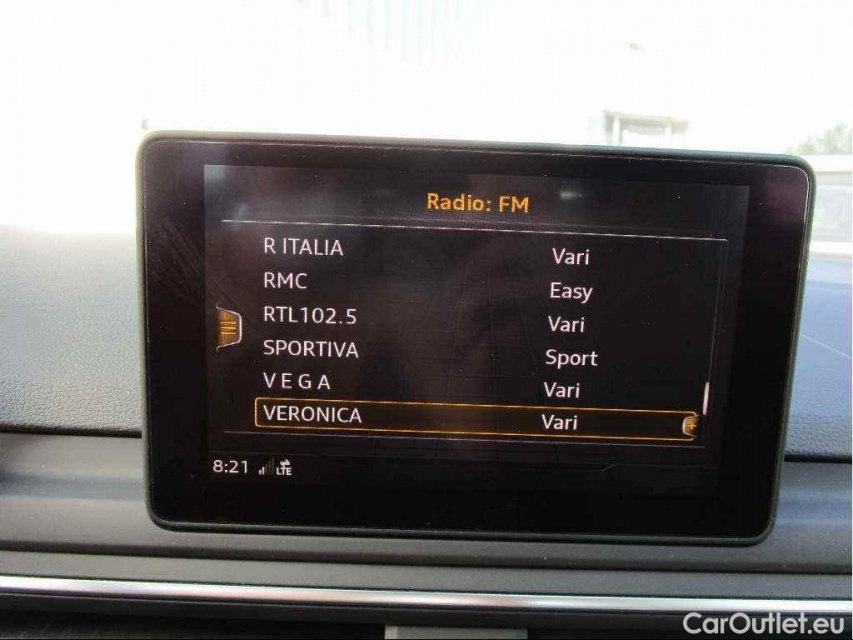 Radio: FM
R ITALIA Vari
RMC Easy
RTL102.5 Vari
SPORTIVA Sport
V E G A Vari
VERONICA Vari
8:21 LTE
CarOutlet.eu